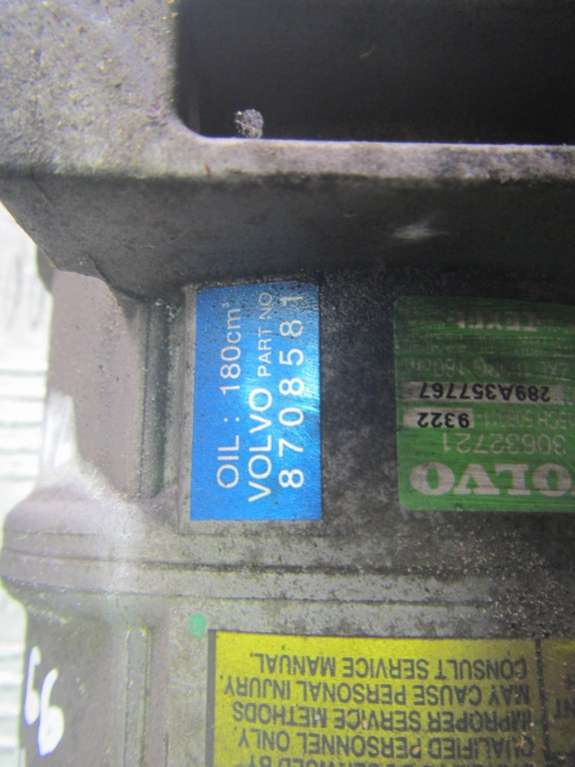 OIL : 180cm³
VOLVO PART NO
8708581
VOLVO
30632721
9322
289A357767
QUALIFIED PERSONNEL ONLY
IMPROPER SERVICE METHODS
MAY CAUSE PERSONAL INJURY
CONSULT SERVICE MANUAL.
99